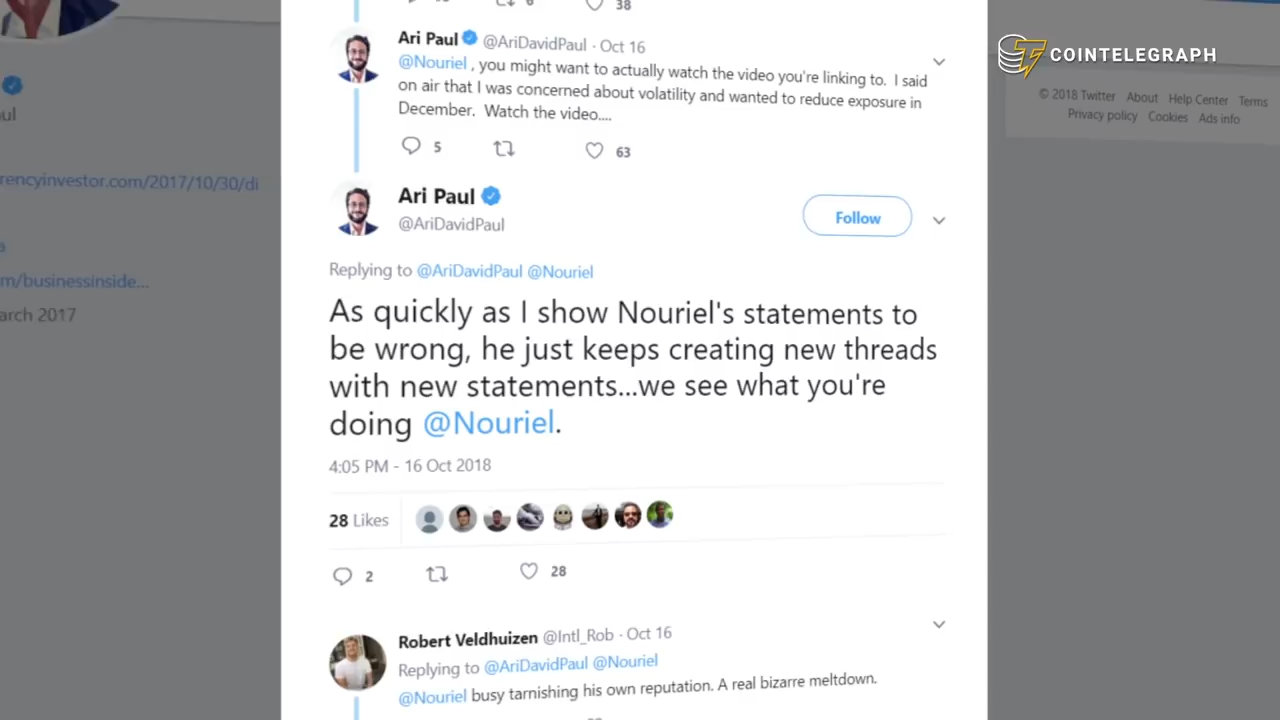 38
Ari Paul @AriDavidPaul · Oct 16
@Nouriel, you might want to actually watch the video you're linking to. I said
on air that I was concerned about volatility and wanted to reduce exposure in
December. Watch the video....
5 63
Ari Paul
@AriDavidPaul
Follow
Replying to @AriDavidPaul @Nouriel
As quickly as I show Nouriel's statements to
be wrong, he just keeps creating new threads
with new statements...we see what you're
doing @Nouriel.
4:05 PM - 16 Oct 2018
28 Likes
2 28
Robert Veldhuizen @Intl_Rob · Oct 16
Replying to @AriDavidPaul @Nouriel
@Nouriel busy tarnishing his own reputation. A real bizarre meltdown.
COINTELEGRAPH
© 2018 Twitter About Help Center Terms
Privacy policy Cookies Ads info
ul
rencyinvestor.com/2017/10/30/di
m/businessinside...
arch 2017